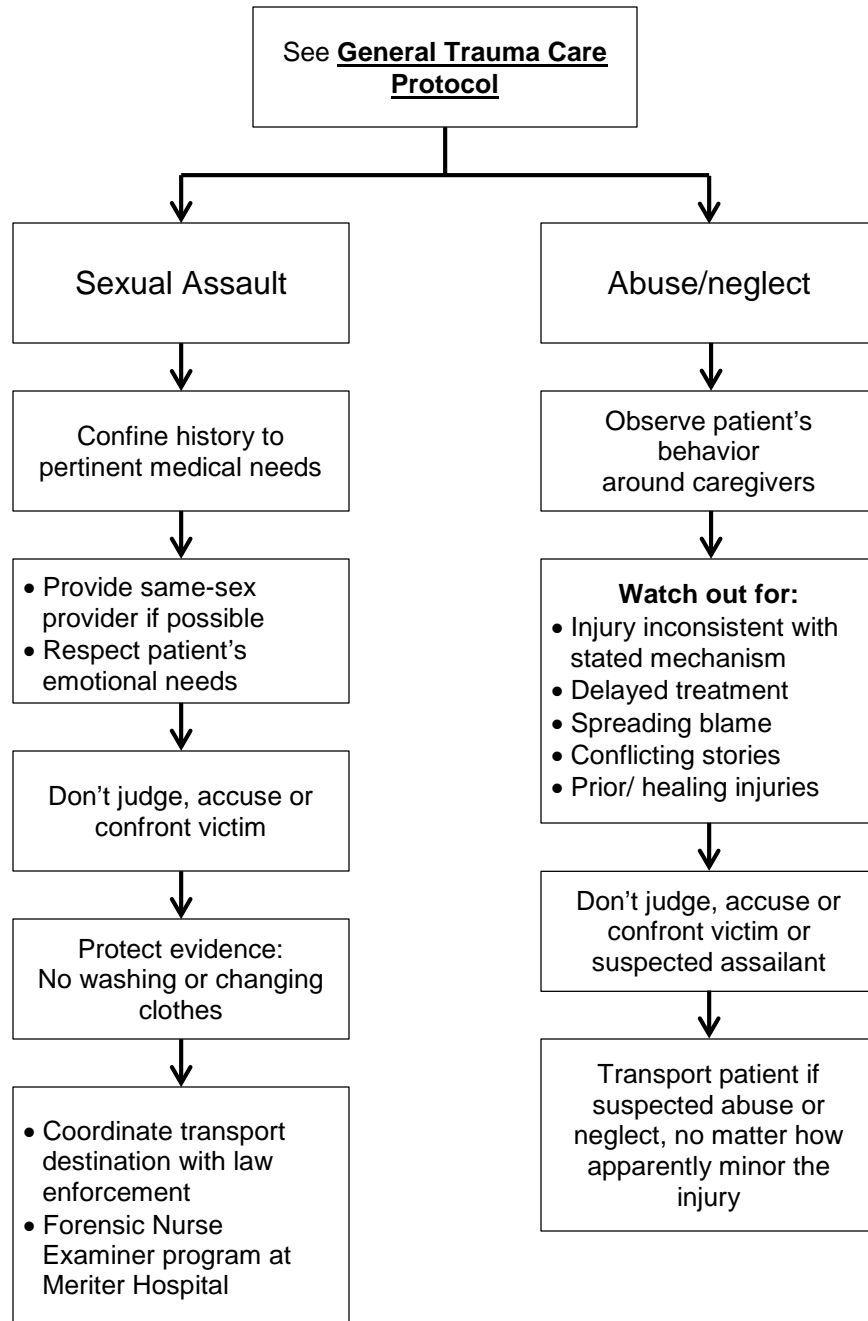 See General Trauma Care
Protocol
Sexual Assault
Confine history to
pertinent medical needs
• Provide same-sex
provider if possible
• Respect patient's
emotional needs
Don't judge, accuse or
confront victim
Protect evidence:
No washing or changing
clothes
• Coordinate transport
destination with law
enforcement
• Forensic Nurse
Examiner program at
Meriter Hospital
Abuse/neglect
Observe patient's
behavior
around caregivers
Watch out for:
• Injury inconsistent with
stated mechanism
• Delayed treatment
• Spreading blame
• Conflicting stories
• Prior/ healing injuries
Don't judge, accuse or
confront victim or
suspected assailant
Transport patient if
suspected abuse or
neglect, no matter how
apparently minor the
injury